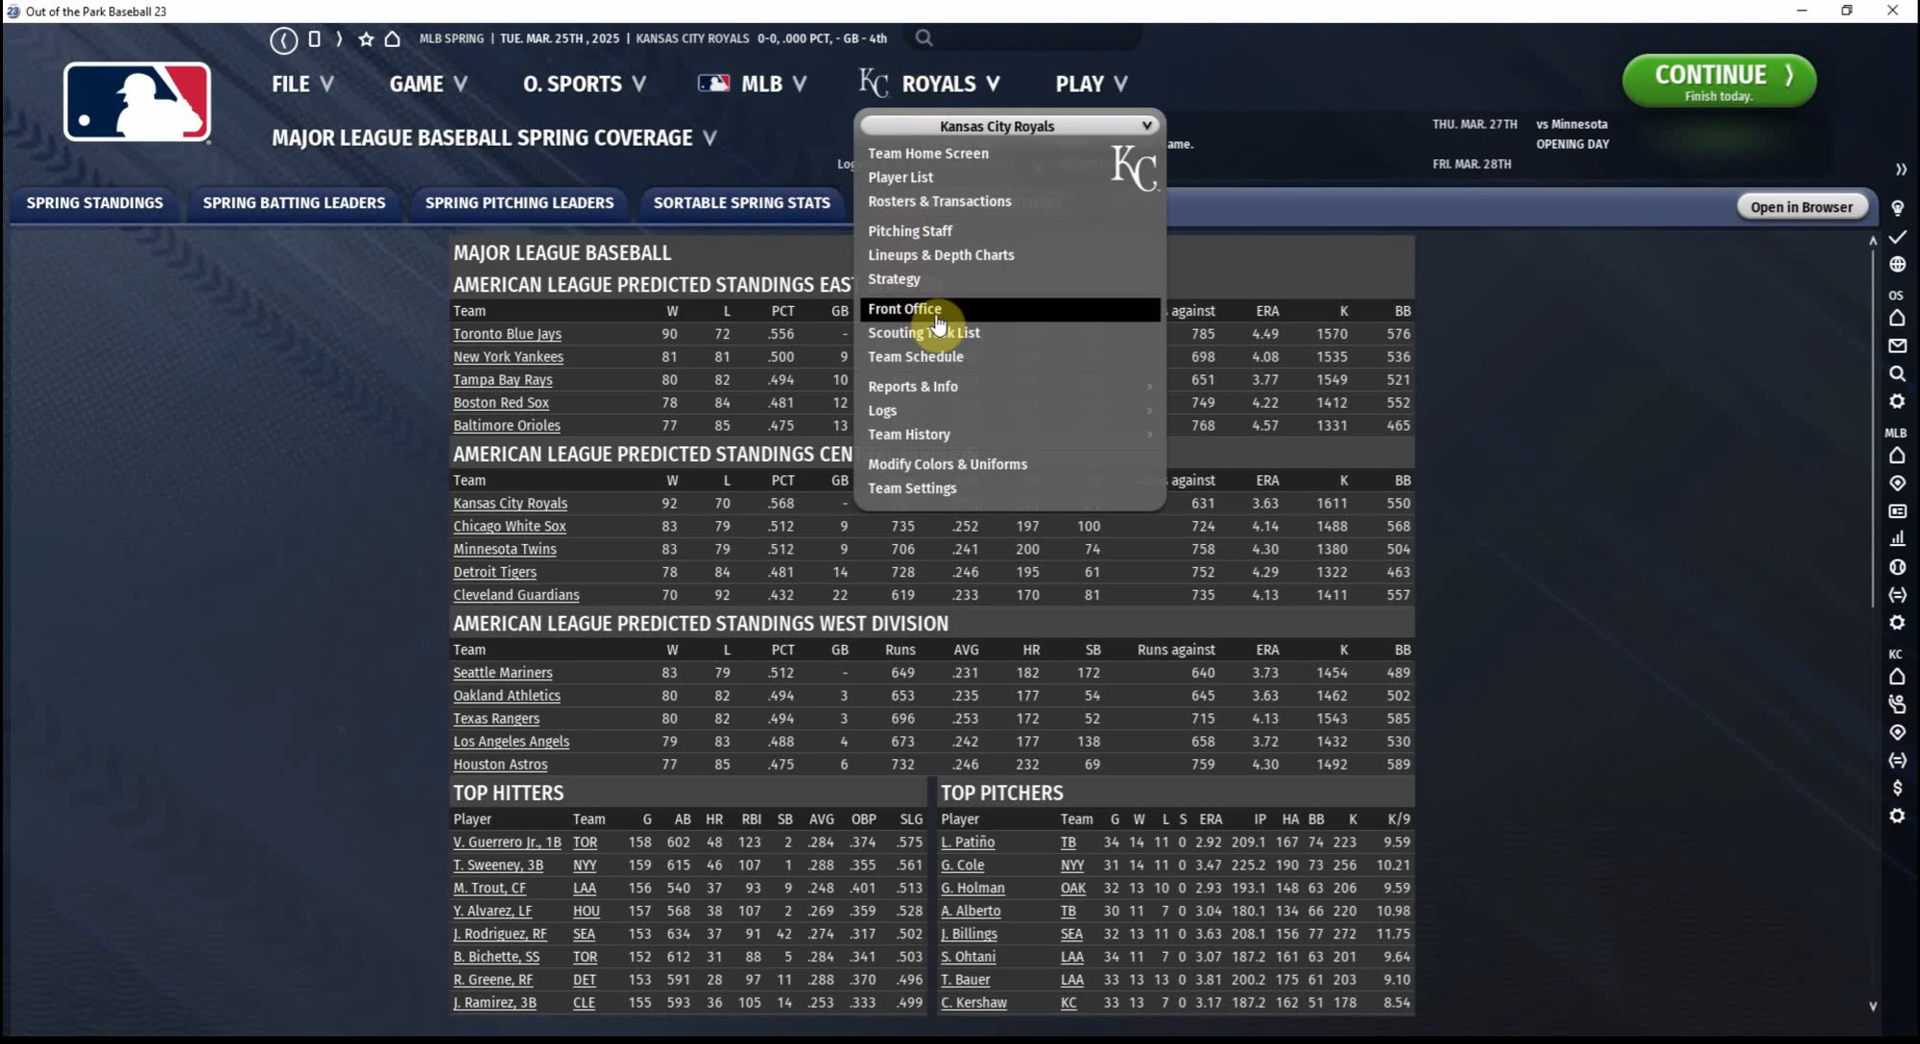 23 Out of the Park Baseball 23
MLB SPRING | TUE. MAR. 25TH , 2025 | KANSAS CITY ROYALS 0-0, .000 PCT, - GB - 4th
FILE GAME O. SPORTS MLB KC ROYALS PLAY
CONTINUE
Finish today.
MAJOR LEAGUE BASEBALL SPRING COVERAGE
THU. MAR. 27TH vs Minnesota
OPENING DAY
FRI. MAR. 28TH
ame.
Log
SPRING STANDINGS SPRING BATTING LEADERS SPRING PITCHING LEADERS SORTABLE SPRING STATS
Open in Browser
Kansas City Royals
KC
Team Home Screen
Player List
Rosters & Transactions
Pitching Staff
Lineups & Depth Charts
Strategy
Front Office
Scouting List
Team Schedule
Reports & Info
Logs
Team History
Modify Colors & Uniforms
Team Settings
MAJOR LEAGUE BASEBALL
AMERICAN LEAGUE PREDICTED STANDINGS EAS
Team W L PCT GB against ERA K BB
Toronto Blue Jays 90 72 .556 - 785 4.49 1570 576
New York Yankees 81 81 .500 9 698 4.08 1535 536
Tampa Bay Rays 80 82 .494 10 651 3.77 1549 521
Boston Red Sox 78 84 .481 12 749 4.22 1412 552
Baltimore Orioles 77 85 .475 13 768 4.57 1331 465
AMERICAN LEAGUE PREDICTED STANDINGS CEN
Team W L PCT GB against ERA K BB
Kansas City Royals 92 70 .568 - 631 3.63 1611 550
Chicago White Sox 83 79 .512 9 735 .252 197 100 724 4.14 1488 568
Minnesota Twins 83 79 .512 9 706 .241 200 74 758 4.30 1380 504
Detroit Tigers 78 84 .481 14 728 .246 195 61 752 4.29 1322 463
Cleveland Guardians 70 92 .432 22 619 .233 170 81 735 4.13 1411 557
AMERICAN LEAGUE PREDICTED STANDINGS WEST DIVISION
Team W L PCT GB Runs AVG HR SB Runs against ERA K BB
Seattle Mariners 83 79 .512 - 649 .231 182 172 640 3.73 1454 489
Oakland Athletics 80 82 .494 3 653 .235 177 54 645 3.63 1462 502
Texas Rangers 80 82 .494 3 696 .253 172 52 715 4.13 1543 585
Los Angeles Angels 79 83 .488 4 673 .242 177 138 658 3.72 1432 530
Houston Astros 77 85 .475 6 732 .246 232 69 759 4.30 1492 589
TOP HITTERS
Player Team G AB HR RBI SB AVG OBP SLG
V. Guerrero Jr., 1B TOR 158 602 48 123 2 .284 .374 .575
T. Sweeney, 3B NYY 159 615 46 107 1 .288 .355 .561
M. Trout, CF LAA 156 540 37 93 9 .248 .401 .513
Y. Alvarez, LF HOU 157 568 38 107 2 .269 .359 .528
J. Rodriguez, RF SEA 153 634 37 91 42 .274 .317 .502
B. Bichette, SS TOR 152 612 31 88 5 .284 .341 .503
R. Greene, RF DET 153 591 28 97 11 .288 .370 .496
J. Ramirez, 3B CLE 155 593 36 105 14 .253 .333 .499
TOP PITCHERS
Player Team G W L S ERA IP HA BB K K/9
L. Patiño TB 34 14 11 0 2.92 209.1 167 74 223 9.59
G. Cole NYY 31 14 11 0 3.47 225.2 190 73 256 10.21
G. Holman OAK 32 13 10 0 2.93 193.1 148 63 206 9.59
A. Alberto TB 30 11 7 0 3.04 180.1 134 66 220 10.98
J. Billings SEA 32 13 11 0 3.63 208.1 156 77 272 11.75
S. Ohtani LAA 34 11 7 0 3.07 187.2 161 63 201 9.64
T. Bauer LAA 33 13 13 0 3.81 200.2 175 61 203 9.10
C. Kershaw KC 33 13 7 0 3.17 187.2 162 51 178 8.54
OS
MLB
KC
$